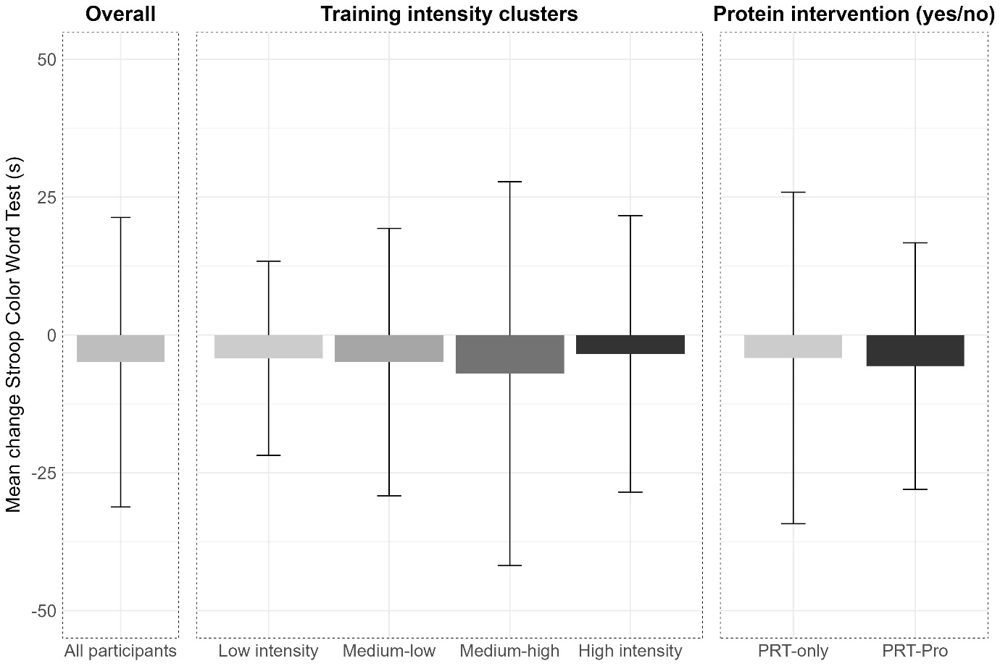 Overall
Training intensity clusters
Protein intervention (yes/no)
Mean change Stroop Color Word Test (s)
50
25
0
-25
-50
All participants
Low intensity
Medium-low
Medium-high
High intensity
PRT-only
PRT-Pro